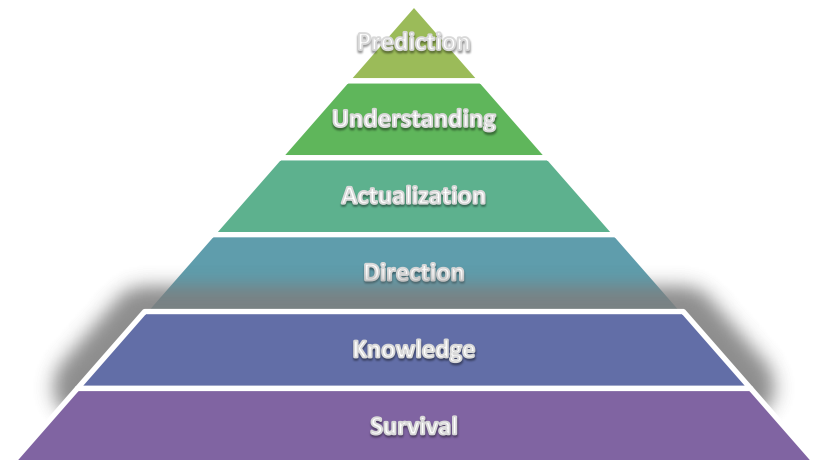 Prediction
Understanding
Actualization
Direction
Knowledge
Survival